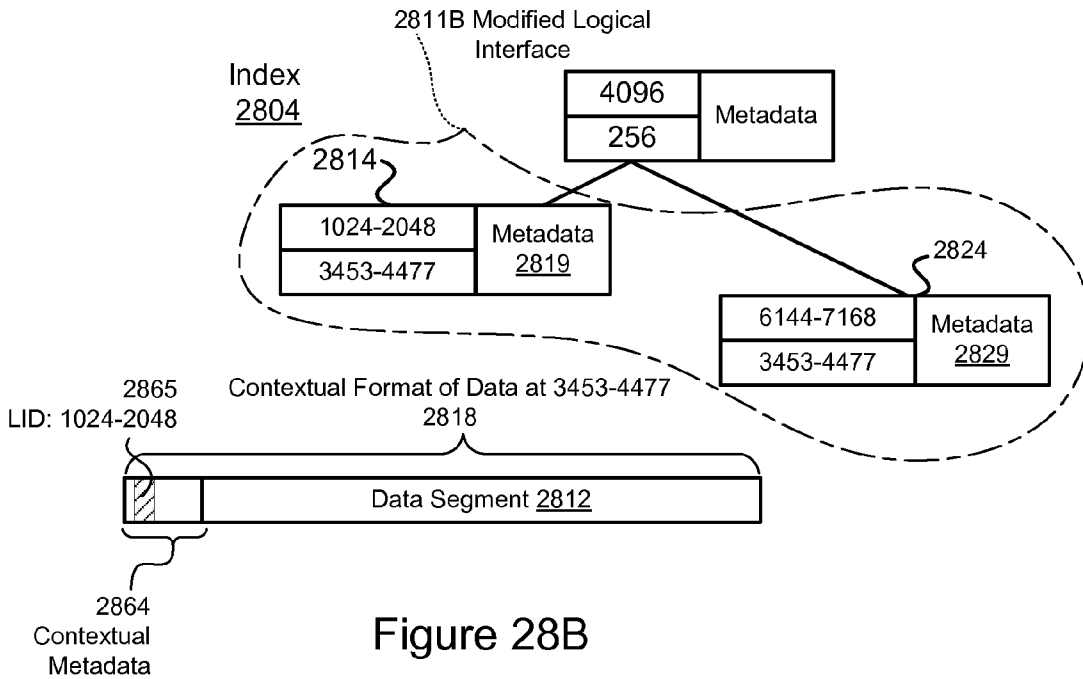 2811B Modified Logical
Interface
Index
2804
4096
256
Metadata
2814
1024-2048
3453-4477
Metadata
2819
2824
6144-7168
3453-4477
Metadata
2829
2865
LID: 1024-2048
Contextual Format of Data at 3453-4477
2818
Data Segment 2812
2864
Contextual
Metadata
Figure 28B